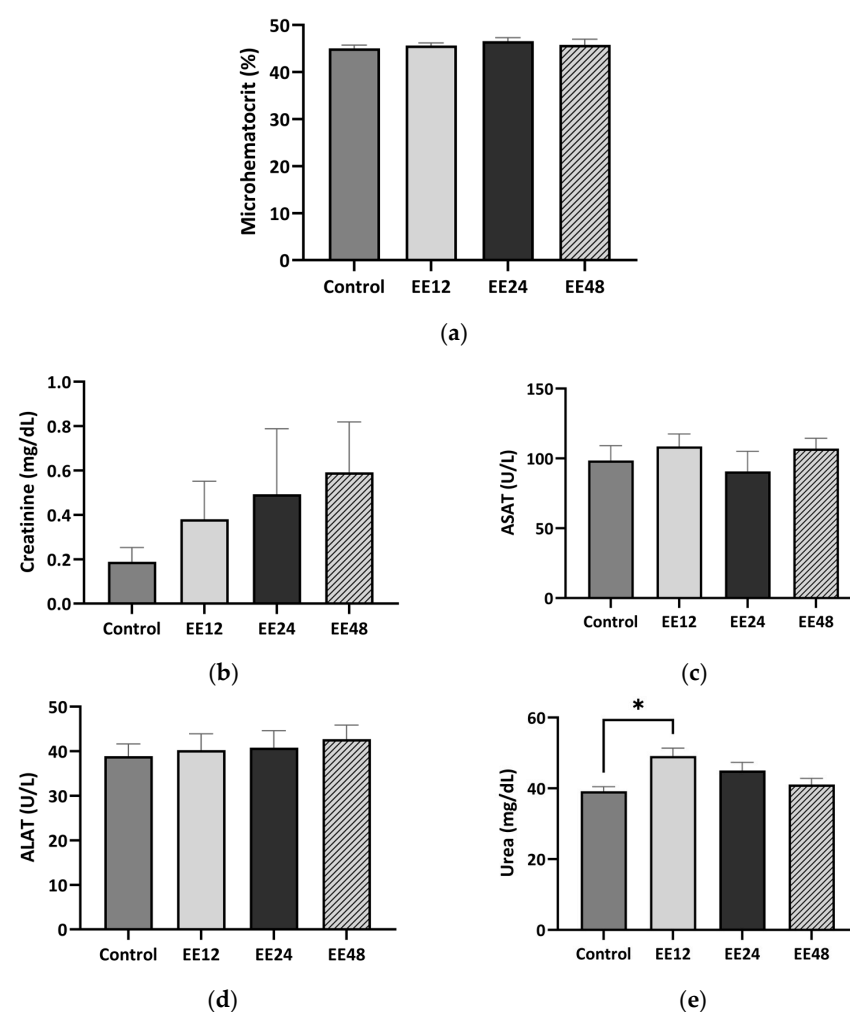 Microhematocrit (%)
50
40
30
20
10
0
Control EE12 EE24 EE48
(a)
Creatinine (mg/dL)
1.0
0.8
0.6
0.4
0.2
0.0
Control EE12 EE24 EE48
(b)
ASAT (U/L)
150
100
50
0
Control EE12 EE24 EE48
(c)
ALAT (U/L)
50
40
30
20
10
0
Control EE12 EE24 EE48
(d)
Urea (mg/dL)
60
40
20
0
*
Control EE12 EE24 EE48
(e)